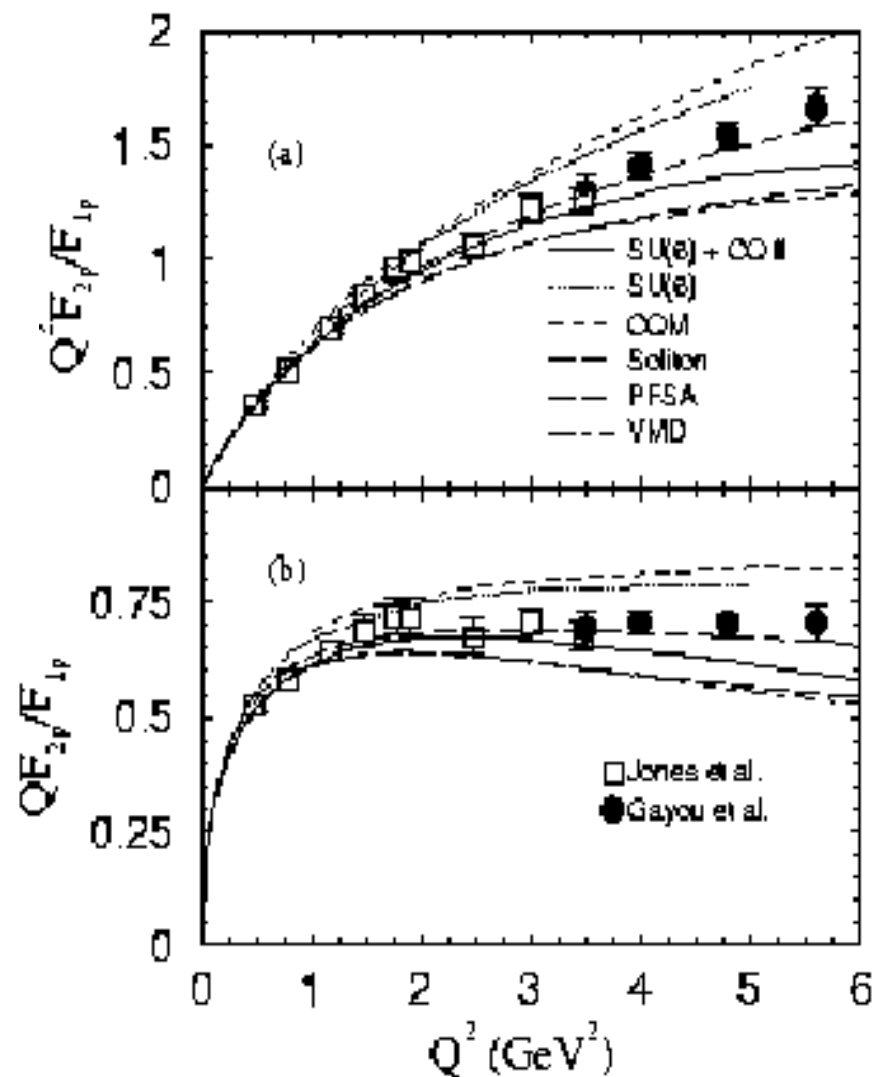 2
1.5
1
0.5
0
(a)
Q²F₂ₚ/F₁ₚ
SU(6) +
SU(6)
CQM
Soliton
PFSA
VMD
(b)
0.75
0.5
0.25
0
QF₂ₚ/F₁ₚ
Jones et al.
Gayou et al.
0 1 2 3 4 5 6
Q² (GeV²)